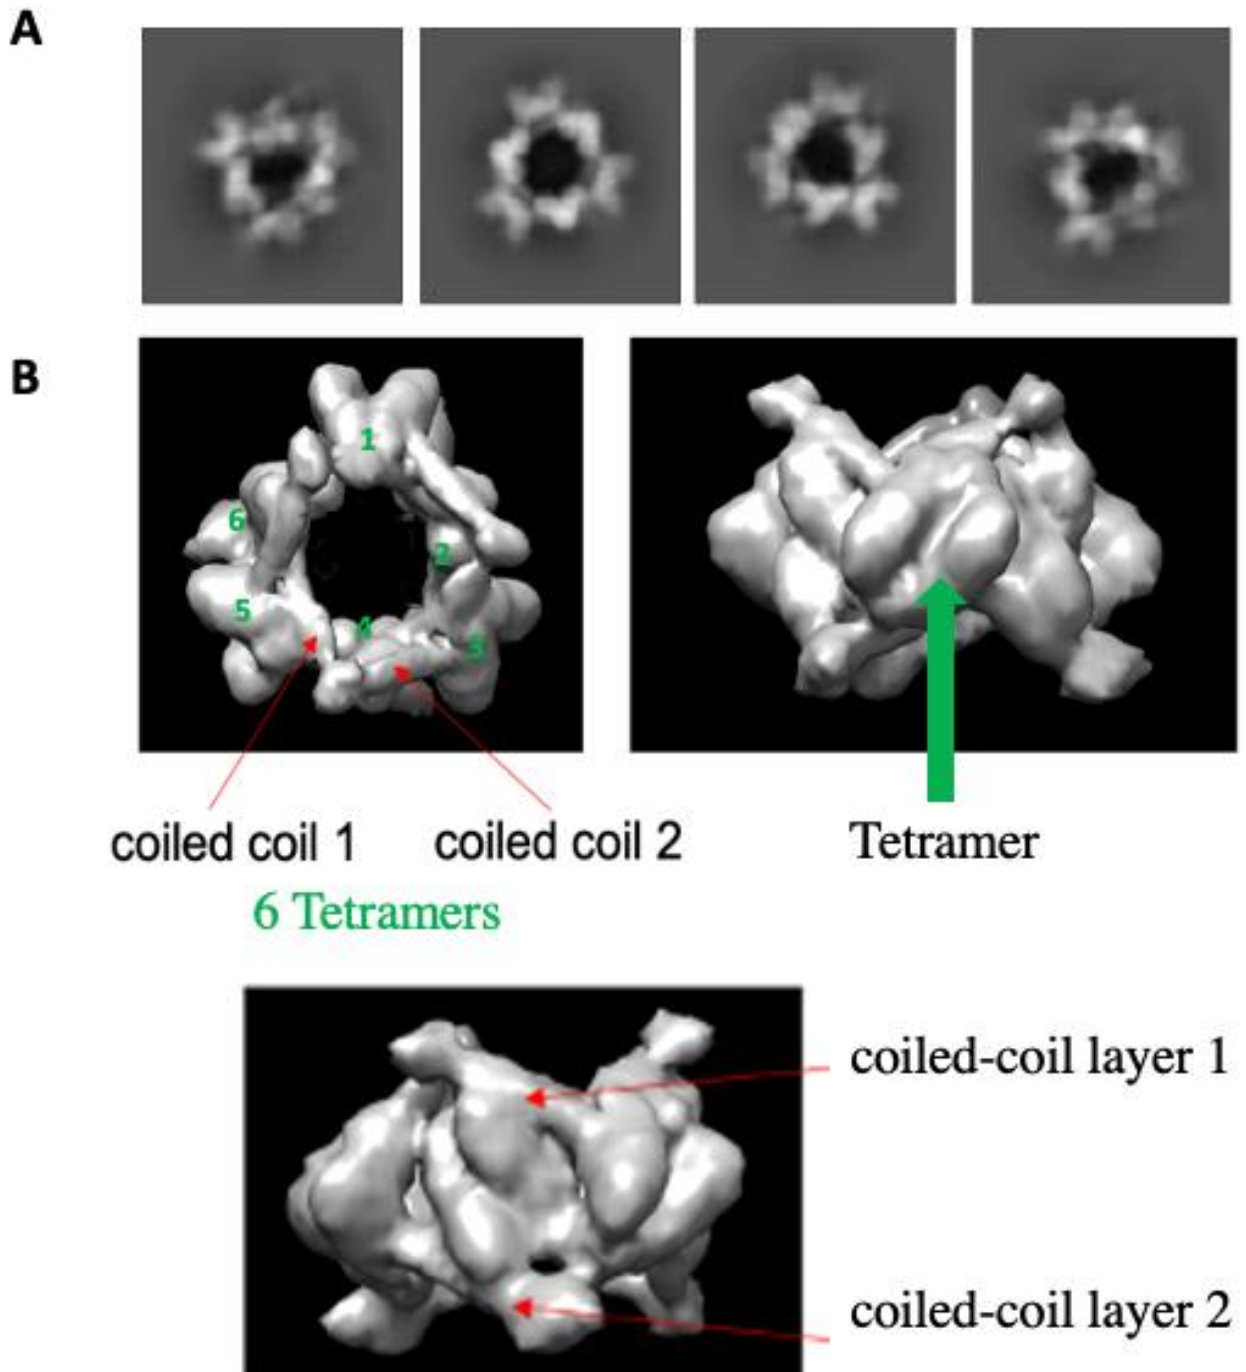 A
B
1
6
2
5
4
3
coiled coil 1
coiled coil 2
Tetramer
6 Tetramers
coiled-coil layer 1
coiled-coil layer 2